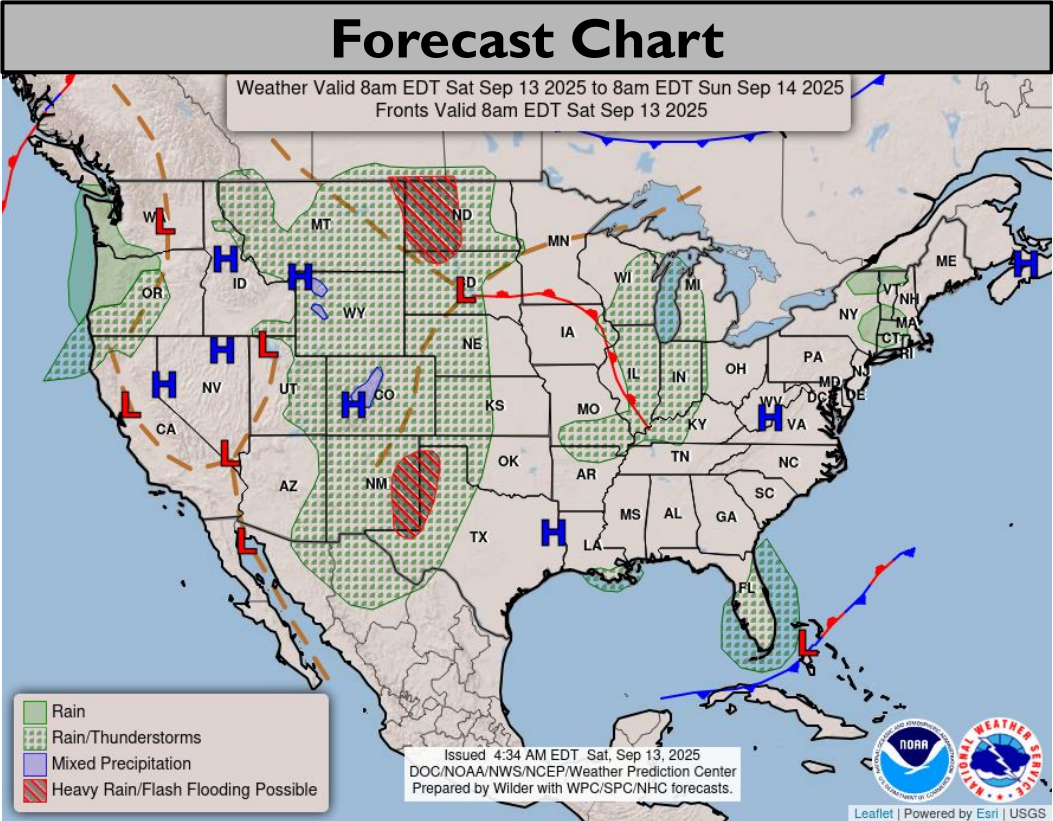 Forecast Chart
Weather Valid 8am EDT Sat Sep 13 2025 to 8am EDT Sun Sep 14 2025
Fronts Valid 8am EDT Sat Sep 13 2025
L
H
H
H
H
H
L
L
L
L
L
L
H
H
H
L
MT
ND
SD
MN
WI
MI
ME
VT
NH
NY
MA
CT
RI
ID
OR
WY
NE
IA
IL
IN
OH
PA
NJ
MD
DE
DC
WV
VA
NV
UT
CO
KS
MO
KY
CA
AZ
NM
OK
AR
TN
NC
SC
TX
LA
MS
AL
GA
FL
Rain
Rain/Thunderstorms
Mixed Precipitation
Heavy Rain/Flash Flooding Possible
Issued 4:34 AM EDT Sat, Sep 13, 2025
DOC/NOAA/NWS/NCEP/Weather Prediction Center
Prepared by Wilder with WPC/SPC/NHC forecasts.
NOAA
NATIONAL WEATHER SERVICE
Leaflet | Powered by Esri | USGS